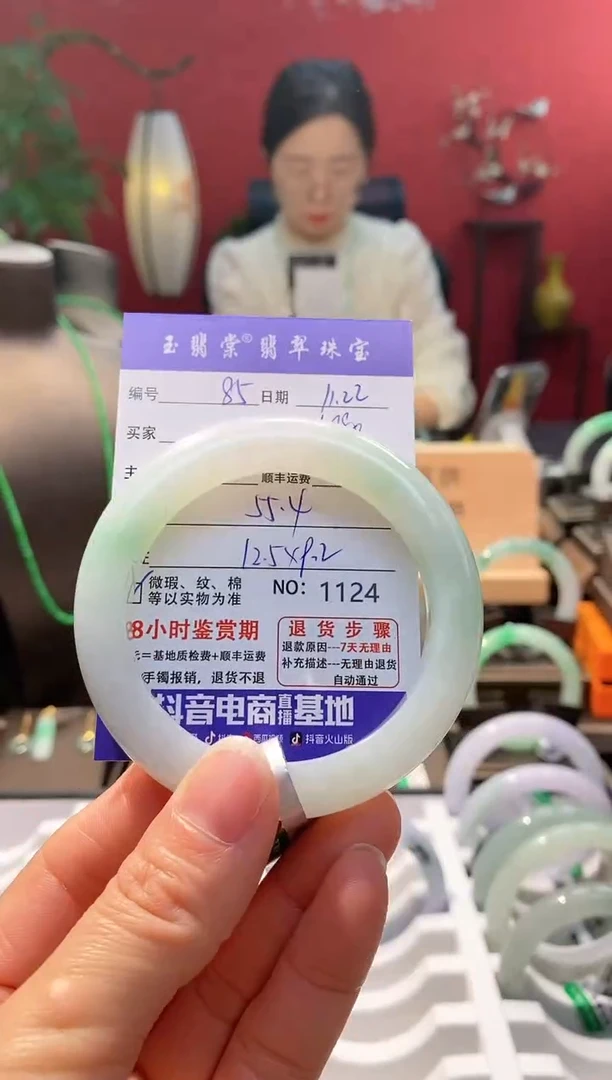 玉翡棠®翡翠珠宝
编号 85 日期 11.22
买家
主
顺丰运费
55.4
12.5×9.2
微瑕、纹、棉
等以实物为准
NO: 1124
8小时鉴赏期
=基地质检费+顺丰运费
手镯报销，退货不退
退货步骤
退款原因---7天无理由
补充描述---无理由退货
自动通过
抖音电商直播基地
抖音火山版